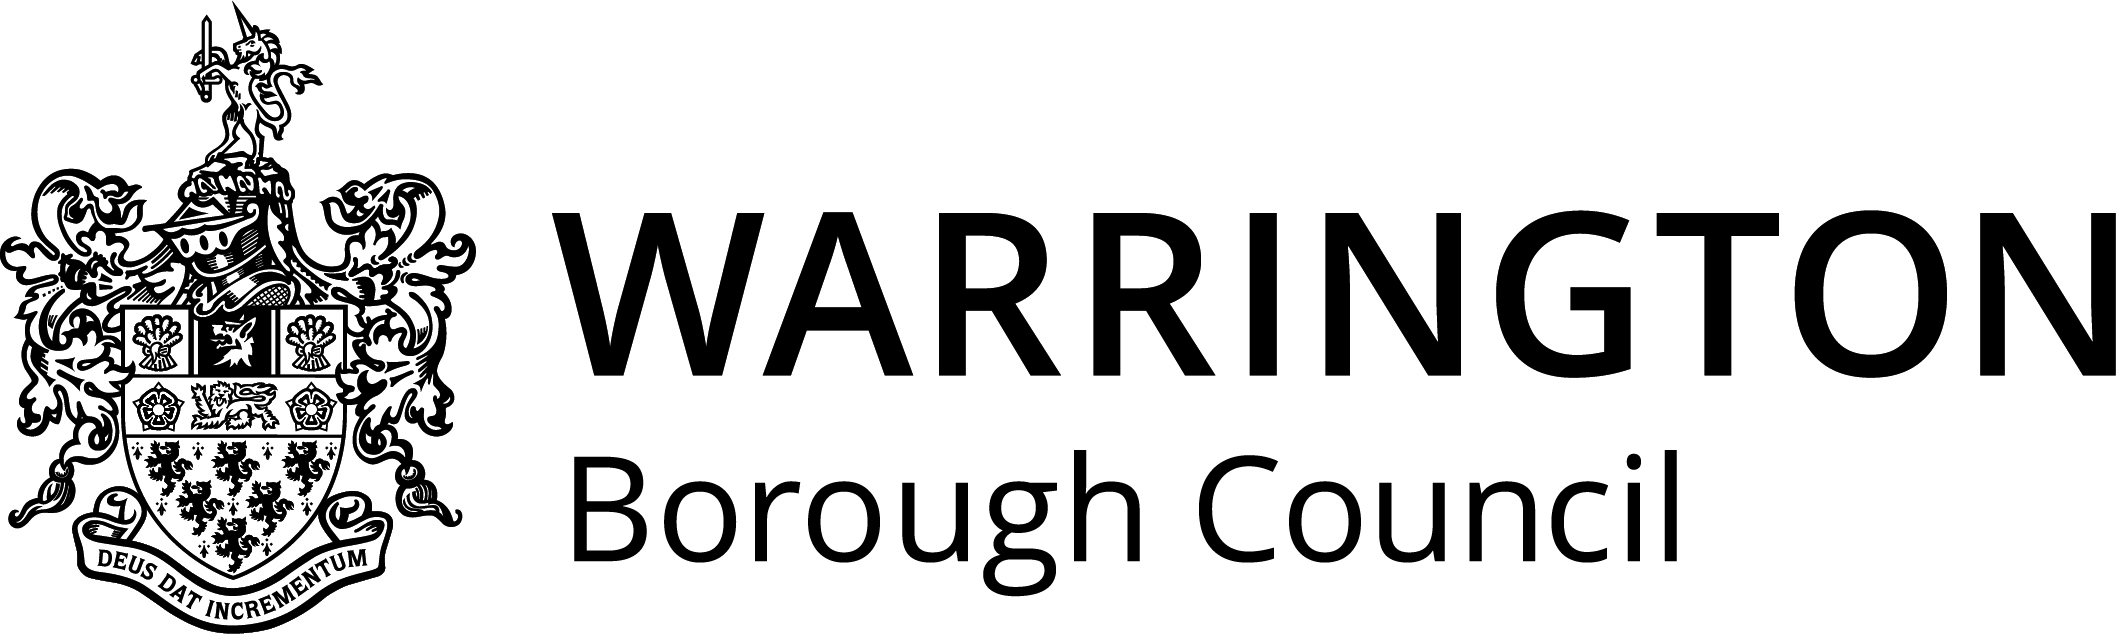 WARRINGTON
Borough Council
DEUS DAT INCREMENTUM